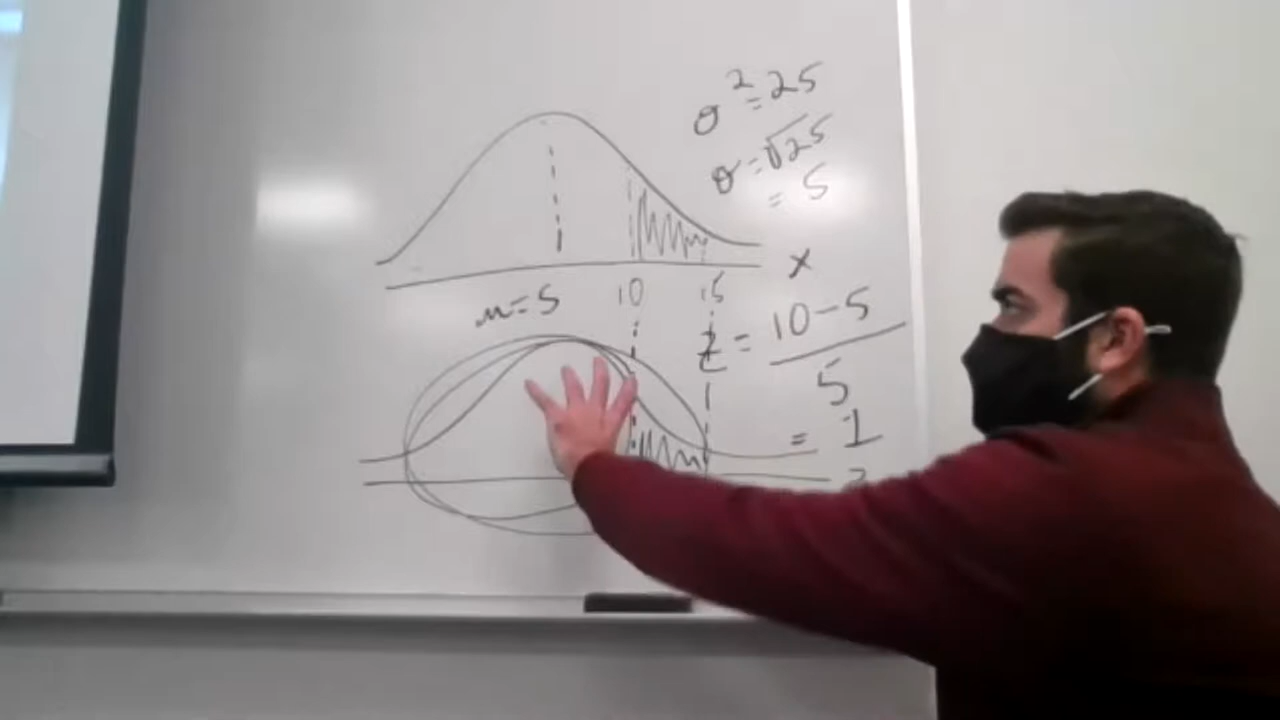 σ² = 25
σ = √25
= 5
x
μ = 5
10
15
z = 10 - 5
5
= 1